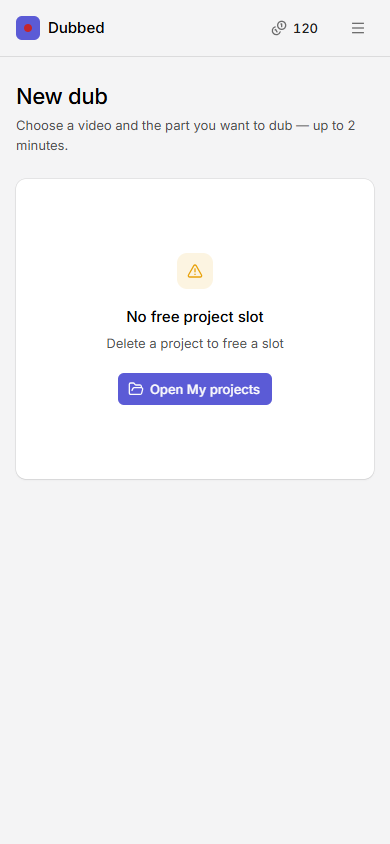 Dubbed
120
New dub
Choose a video and the part you want to dub — up to 2
minutes.
No free project slot
Delete a project to free a slot
Open My projects